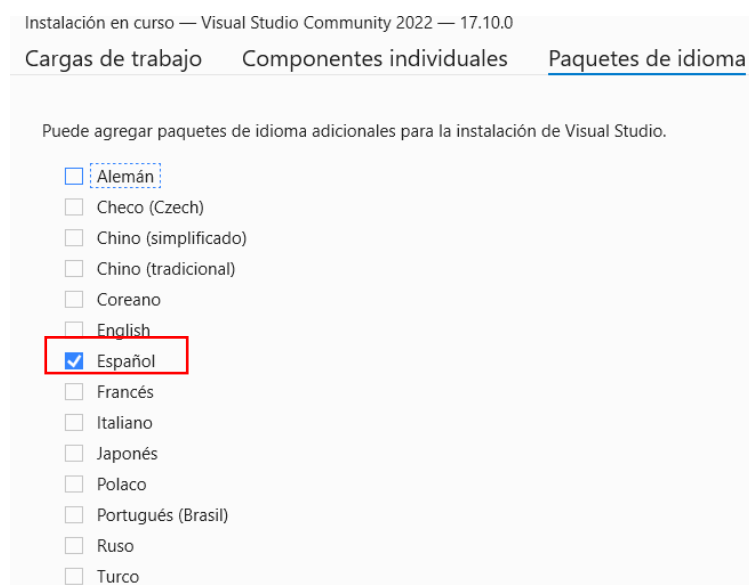 Instalación en curso — Visual Studio Community 2022 — 17.10.0
Cargas de trabajo Componentes individuales Paquetes de idioma
Puede agregar paquetes de idioma adicionales para la instalación de Visual Studio.
Alemán
Checo (Czech)
Chino (simplificado)
Chino (tradicional)
Coreano
English
Español
Francés
Italiano
Japonés
Polaco
Portugués (Brasil)
Ruso
Turco